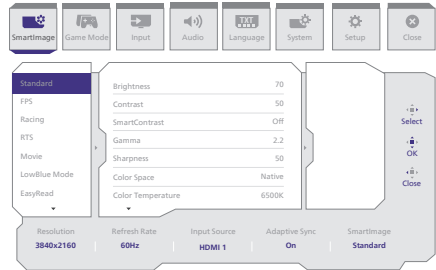 SmartImage
Game Mode
Input
Audio
TXT
Language
System
Setup
Close
Standard
FPS
Racing
RTS
Movie
LowBlue Mode
EasyRead
Brightness 70
Contrast 50
SmartContrast Off
Gamma 2.2
Sharpness 50
Color Space Native
Color Temperature 6500K
Select
OK
Close
Resolution Refresh Rate Input Source Adaptive Sync SmartImage
3840x2160 60Hz HDMI 1 On Standard